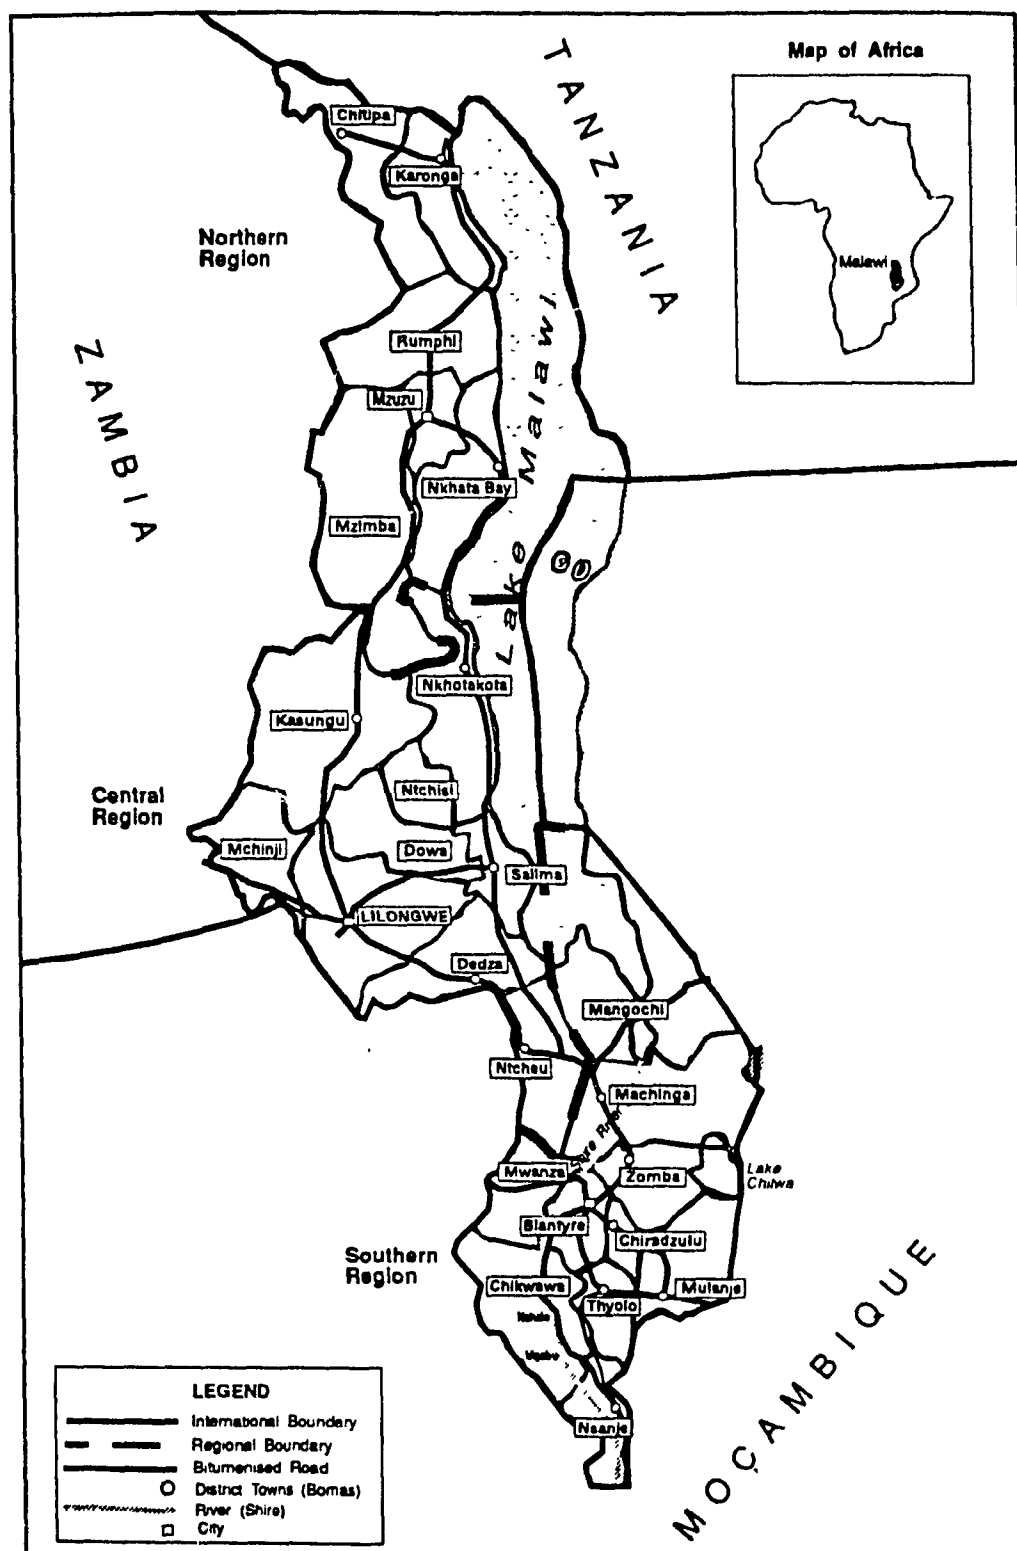 TANZANIA
Map of Africa
Malawi
Chitipa
Karonga
Northern
Region
ZAMBIA
Rumphi
Mzuzu
Nkhata Bay
Lake Malawi
Mzimba
Nkhotakota
Kasungu
Central
Region
Ntchisi
Mchinji
Dowa
Salima
LILONGWE
Dedza
Mangochi
Ntcheu
Machinga
Shire River
Mwanza
Zomba
Lake
Chilwa
Blantyre
Chiradzulu
Southern
Region
Chikwawa
Mulanje
Thyolo
Nsanje
MOÇAMBIQUE
LEGEND
International Boundary
Regional Boundary
Bitumenised Road
District Towns (Bomas)
River (Shire)
City